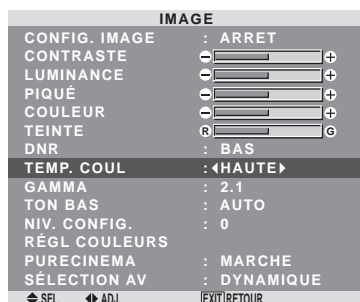 IMAGE
CONFIG. IMAGE : ARRET
CONTRASTE
LUMINANCE
PIQUÉ
COULEUR
TEINTE R G
DNR : BAS
TEMP. COUL : HAUTE
GAMMA : 2.1
TON BAS : AUTO
NIV. CONFIG. : 0
RÉGL COULEURS
PURECINEMA : MARCHE
SÉLECTION AV : DYNAMIQUE
SEL. ADJ. EXIT RETOUR